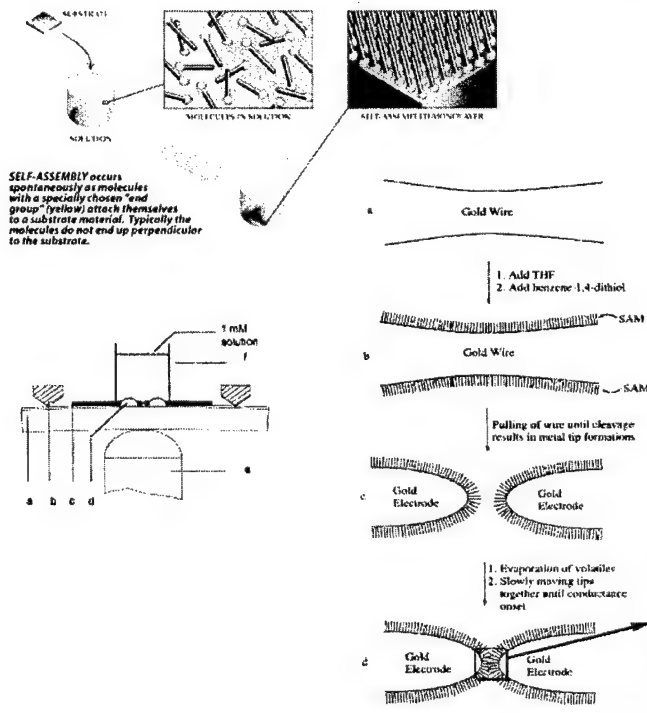 SUBSTRATE
SOLUTION
MOLECULES IN SOLUTION
SELF-ASSEMBLED MONOLAYER
SELF-ASSEMBLY occurs
spontaneously as molecules
with a specially chosen "end
group" (yellow) attach themselves
to a substrate material. Typically the
molecules do not end up perpendicular
to the substrate.
1 mM
solution
f
e
a b c d
a
Gold Wire
1. Add THF
2. Add benzene-1,4-dithiol
SAM
b
Gold Wire
SAM
Pulling of wire until cleavage
results in metal tip formations
c
Gold
Electrode
Gold
Electrode
1. Evaporation of volatiles
2. Slowly moving tips
together until conductance
onset
d
Gold
Electrode
Gold
Electrode